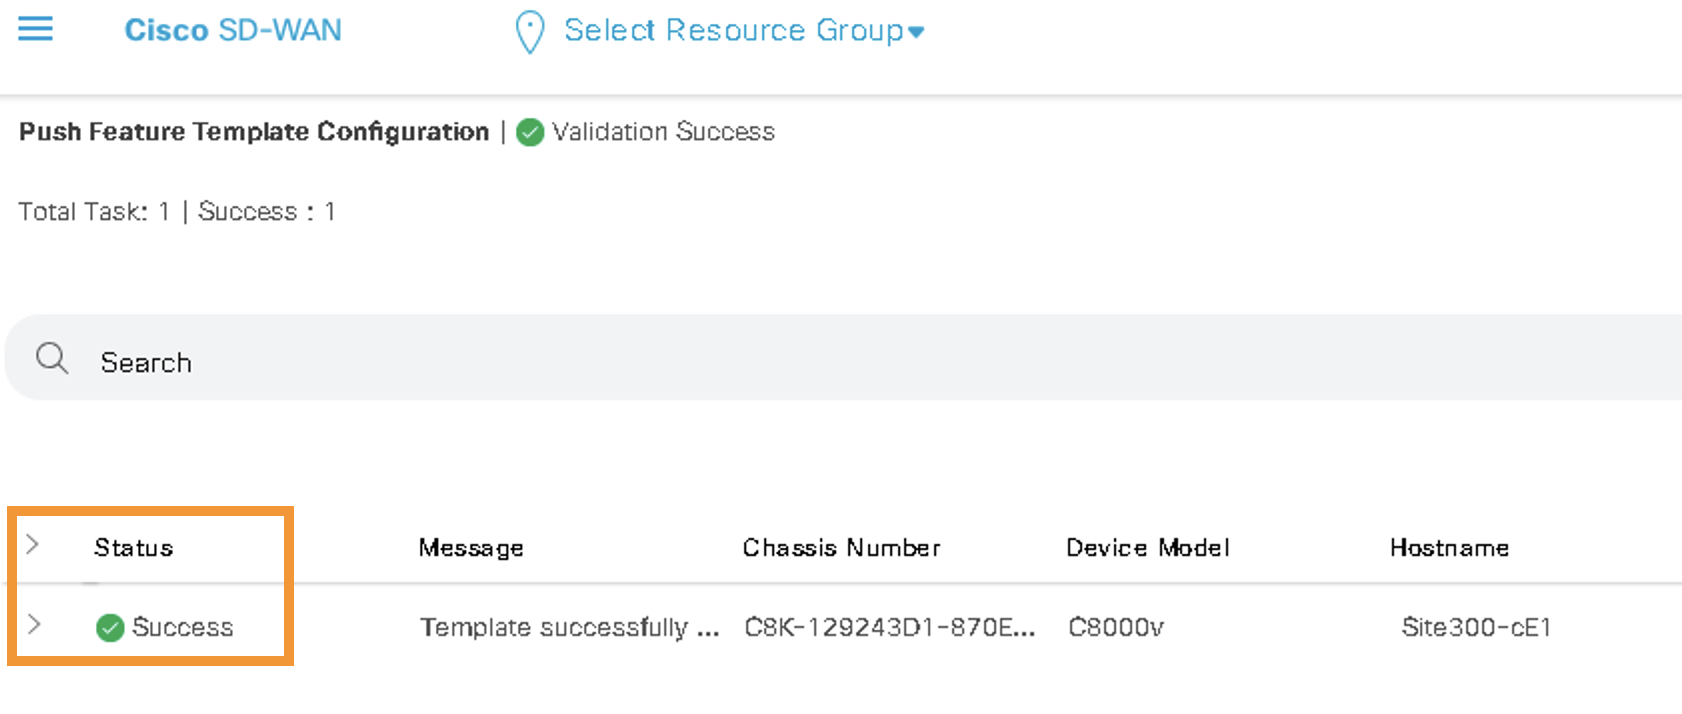 Cisco SD-WAN Select Resource Group
Push Feature Template Configuration | Validation Success
Total Task: 1 | Success : 1
Search
Status Message Chassis Number Device Model Hostname
Success Template successfully ... C8K-129243D1-870E... C8000v Site300-cE1